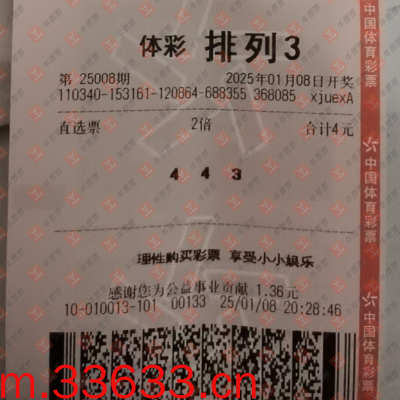 体彩 排列3
第 25008期 2025年01月08日开奖
110340-153161-120864-688355 368085 xjuexA
直选票 2倍 合计4元
4 4 3
理性购买彩票 享受小小娱乐
感谢您为公益事业贡献 1.36元
10-010013-101 00133 25/01/08 20:28:46
中国体育彩票
中国体育彩票
m.33633.cn